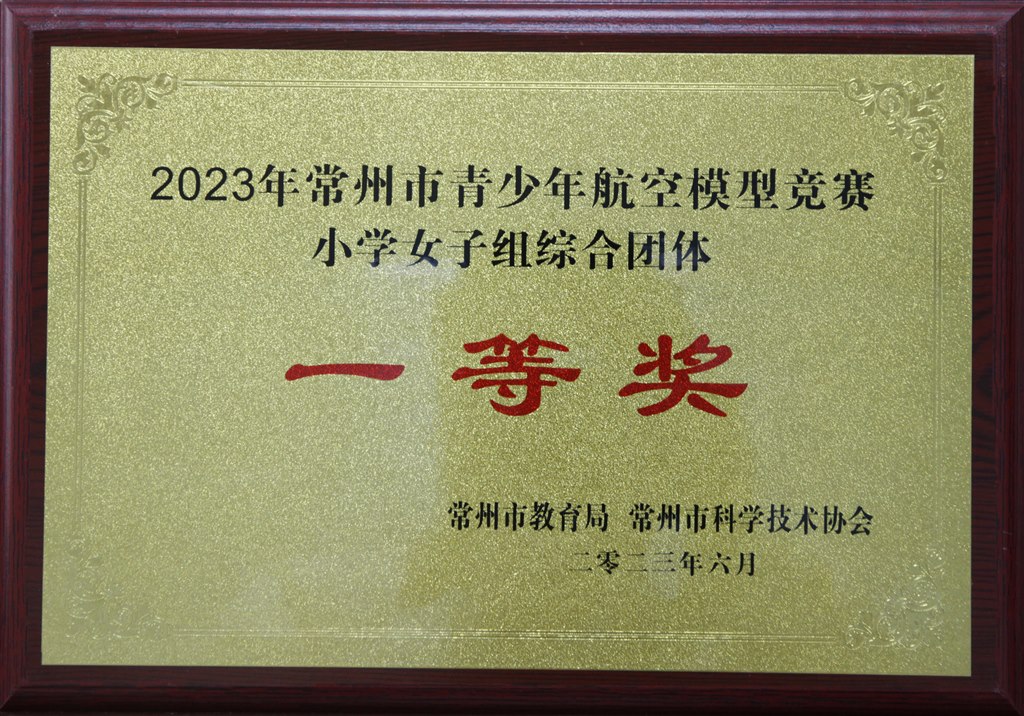 2023年常州市青少年航空模型竞赛
小学女子组综合团体
一等奖
常州市教育局 常州市科学技术协会
二零二三年六月